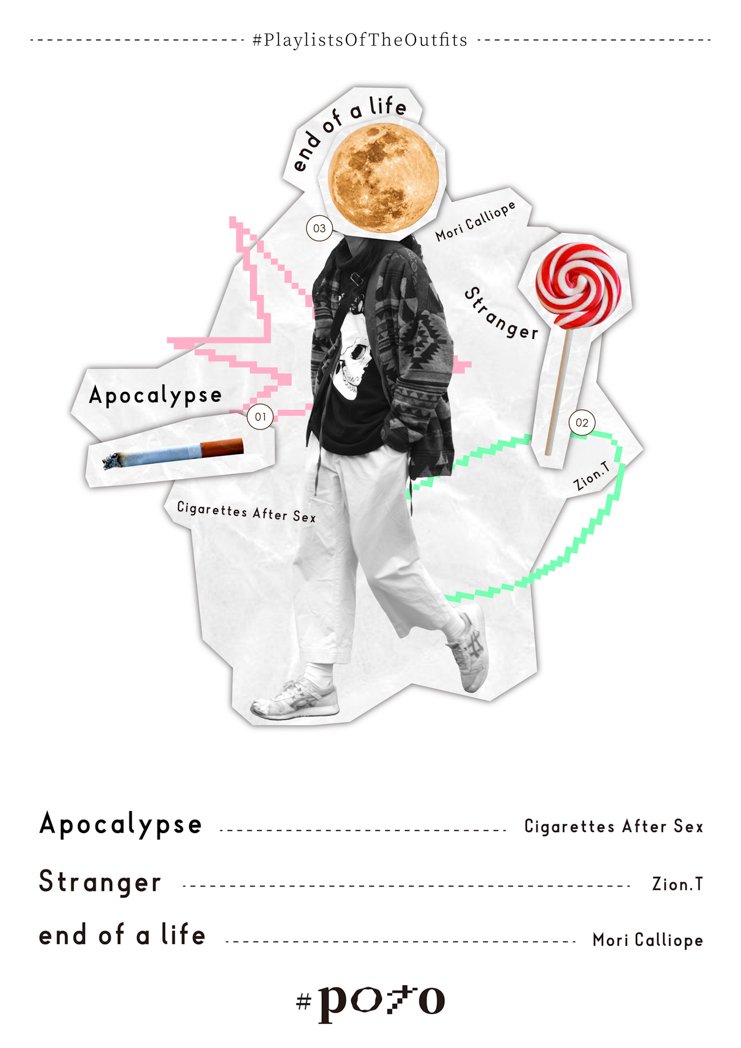 #PlaylistsOfTheOutfits
end of a life
03
Mori Calliope
Stranger
Apocalypse
01
02
Zion.T
Cigarettes After Sex
Apocalypse Cigarettes After Sex
Stranger Zion.T
end of a life Mori Calliope